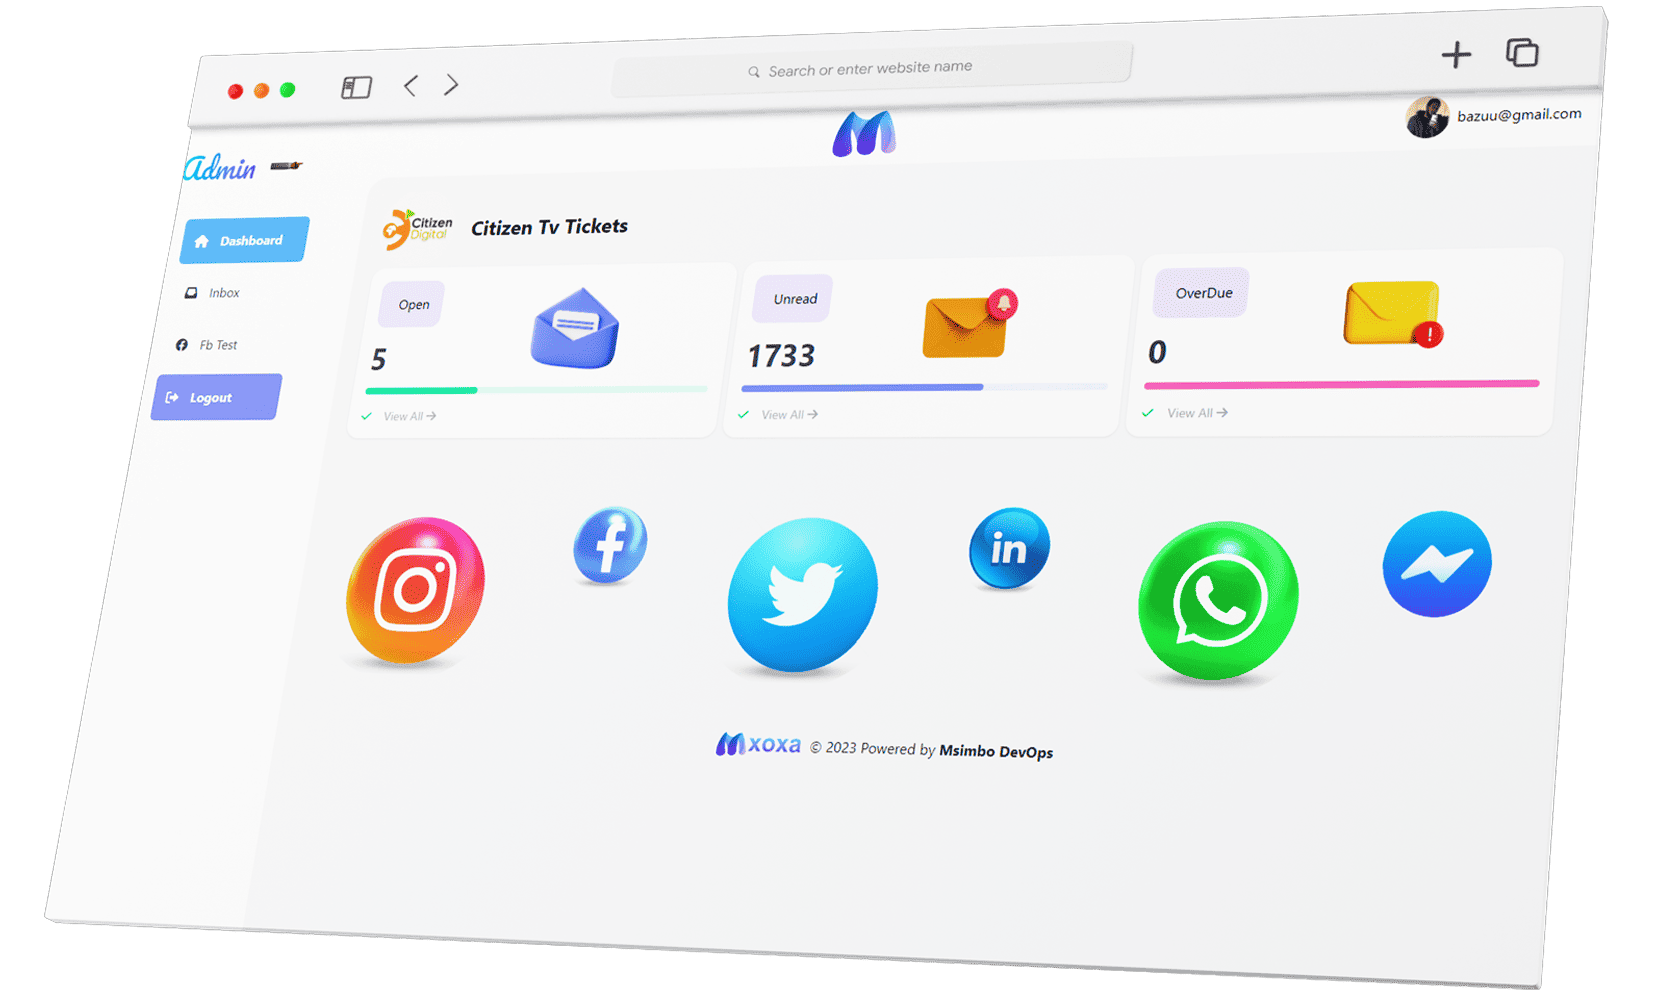 Search or enter website name
bazuu@gmail.com
Admin
Dashboard
Inbox
Fb Test
Logout
Citizen
Digital
Citizen Tv Tickets
Open
5
View All
Unread
1733
View All
OverDue
0
View All
f
in
Mxoxa © 2023 Powered by Msimbo DevOps